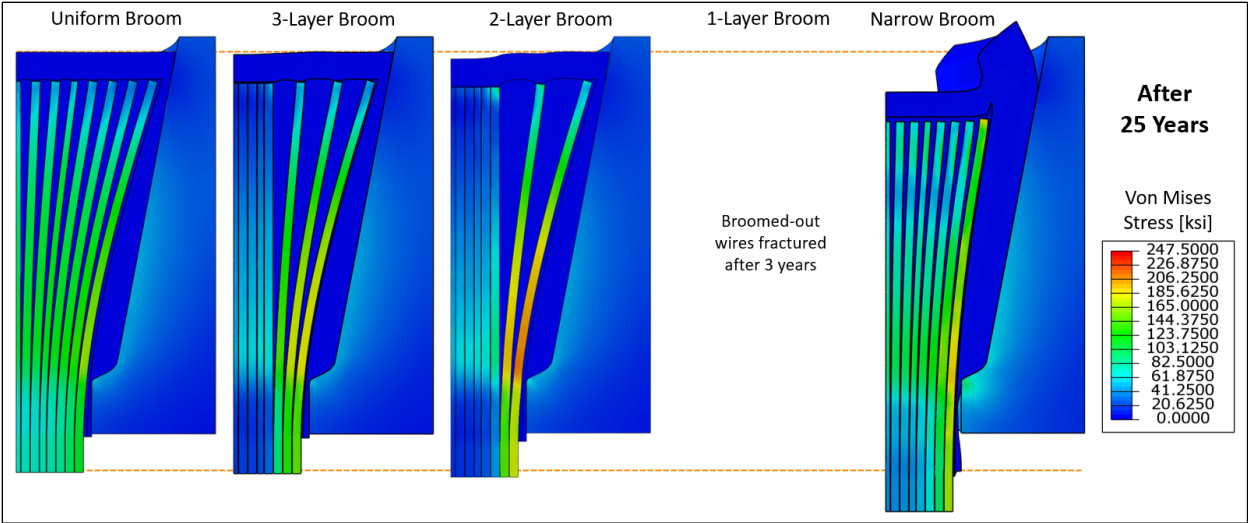 Uniform Broom
3-Layer Broom
2-Layer Broom
1-Layer Broom
Narrow Broom
Broomed-out
wires fractured
after 3 years
After
25 Years
Von Mises
Stress [ksi]
247.5000
226.8750
206.2500
185.6250
165.0000
144.3750
123.7500
103.1250
82.5000
61.8750
41.2500
20.6250
0.0000